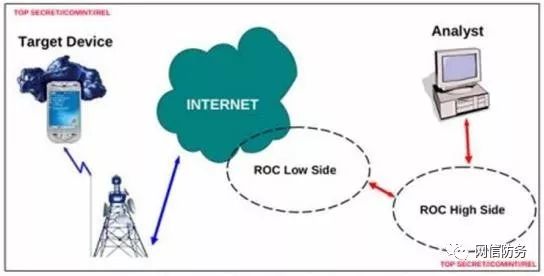 TOP SECRET//COMINT//REL
Target Device
Analyst
INTERNET
ROC Low Side
ROC High Side
网信防务
TOP SECRET//COMINT//REL